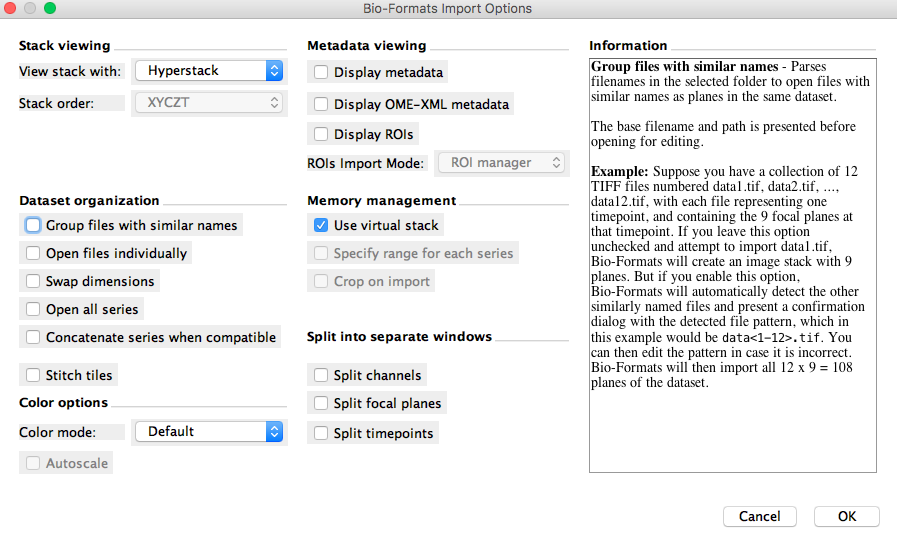 Bio-Formats Import Options
Stack viewing
View stack with: Hyperstack
Stack order: XYCZT
Dataset organization
Group files with similar names
Open files individually
Swap dimensions
Open all series
Concatenate series when compatible
Stitch tiles
Color options
Color mode: Default
Autoscale
Metadata viewing
Display metadata
Display OME-XML metadata
Display ROIs
ROIs Import Mode: ROI manager
Memory management
Use virtual stack
Specify range for each series
Crop on import
Split into separate windows
Split channels
Split focal planes
Split timepoints
Information
Group files with similar names - Parses
filenames in the selected folder to open files with
similar names as planes in the same dataset.
The base filename and path is presented before
opening for editing.
Example: Suppose you have a collection of 12
TIFF files numbered data1.tif, data2.tif, ...,
data12.tif, with each file representing one
timepoint, and containing the 9 focal planes at
that timepoint. If you leave this option
unchecked and attempt to import data1.tif,
Bio-Formats will create an image stack with 9
planes. But if you enable this option,
Bio-Formats will automatically detect the other
similarly named files and present a confirmation
dialog with the detected file pattern, which in
this example would be data<1-12>.tif. You
can then edit the pattern in case it is incorrect.
Bio-Formats will then import all 12 x 9 = 108
planes of the dataset.
Cancel
OK